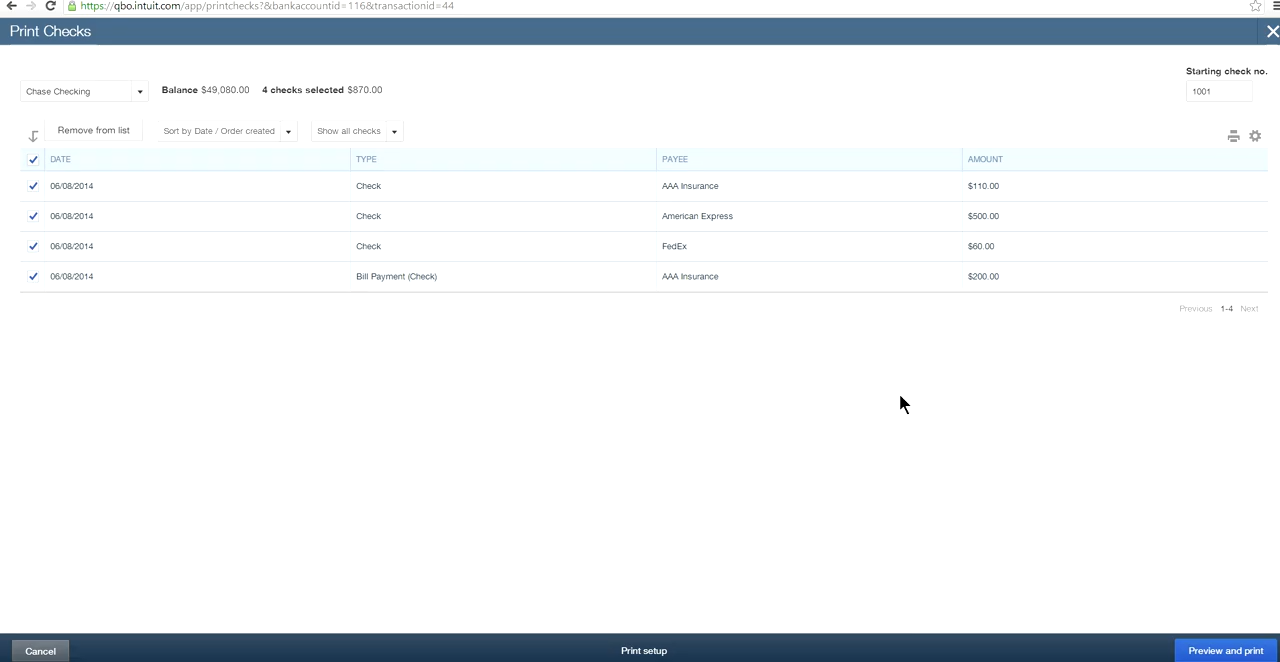 https://qbo.intuit.com/app/printchecks?&bankaccountid=116&transactionid=44
Print Checks
Starting check no.
Chase Checking Balance $49,080.00 4 checks selected $870.00 1001
Remove from list Sort by Date / Order created Show all checks
DATE TYPE PAYEE AMOUNT
06/08/2014 Check AAA Insurance $110.00
06/08/2014 Check American Express $500.00
06/08/2014 Check FedEx $60.00
06/08/2014 Bill Payment (Check) AAA Insurance $200.00
Previous 1-4 Next
Cancel Print setup Preview and print